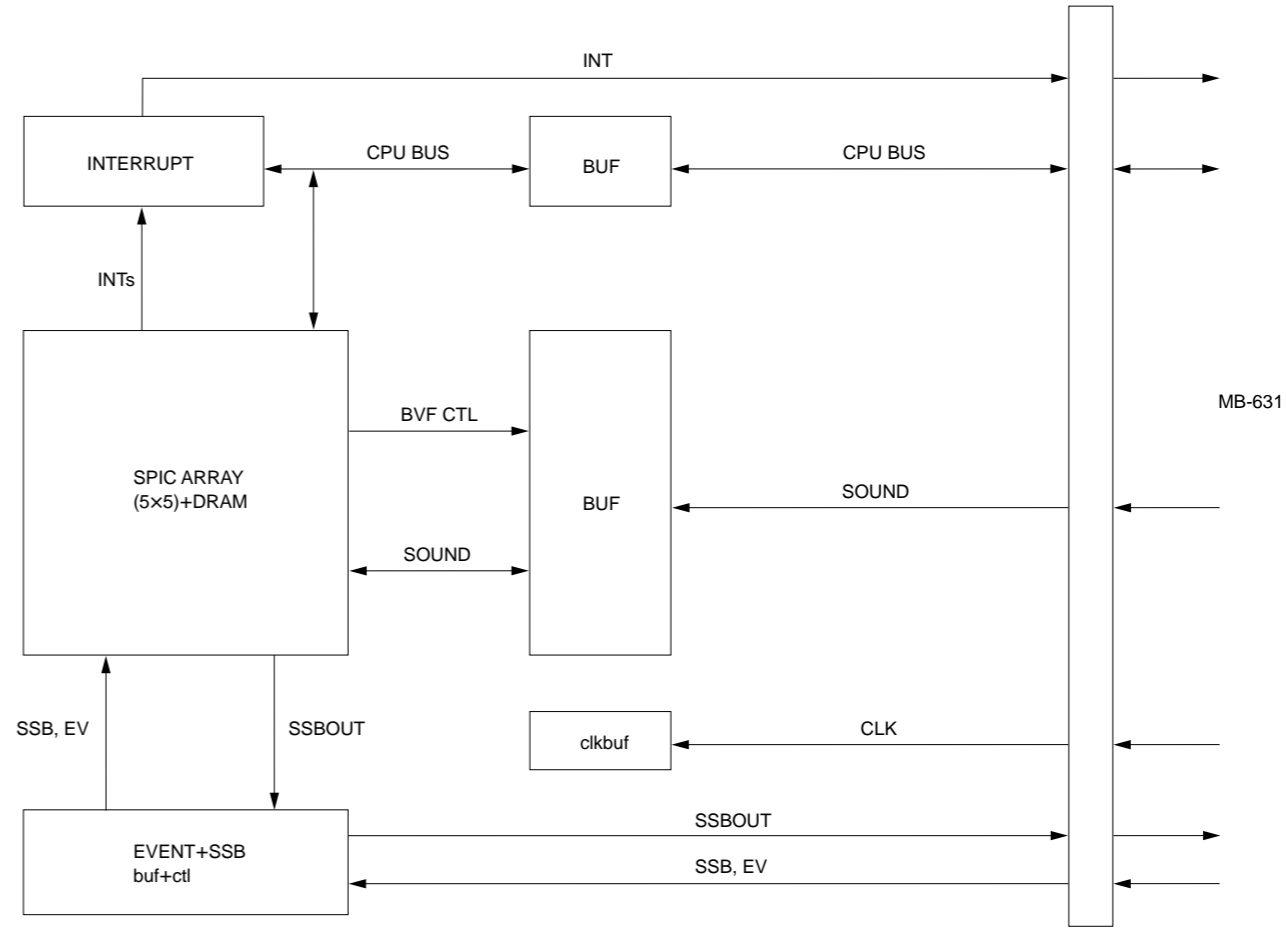 INT
INTERRUPT
CPU BUS
BUF
CPU BUS
INTs
MB-631
BVF CTL
SPIC ARRAY
(5×5)+DRAM
BUF
SOUND
SOUND
SSB, EV
SSBOUT
clkbuf
CLK
SSBOUT
EVENT+SSB
buf+ctl
SSB, EV